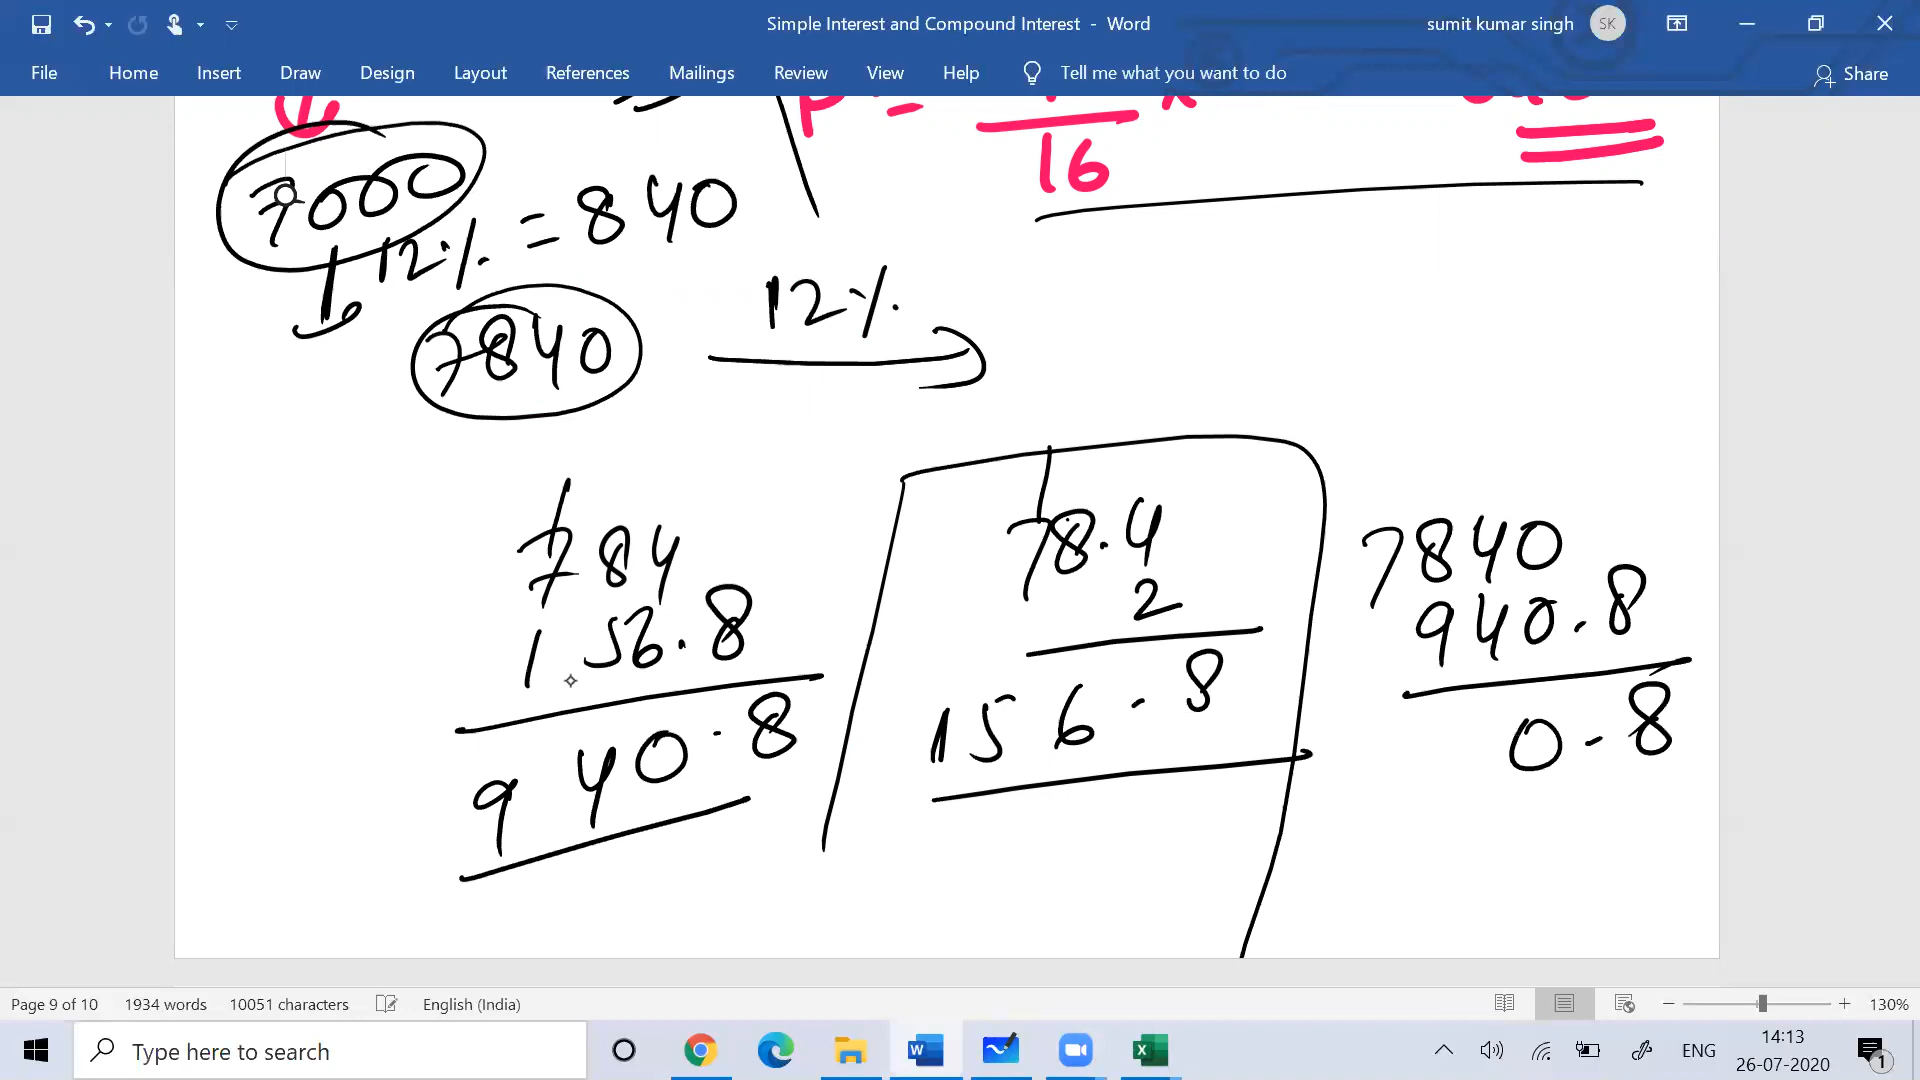 Simple Interest and Compound Interest - Word
sumit kumar singh
SK
File Home Insert Draw Design Layout References Mailings Review View Help Tell me what you want to do Share
16
7000
12% = 840
7840 12%
784
156.8
940.8
78.4
2
156.8
7840
940.8
0.8
Page 9 of 10 1934 words 10051 characters English (India) 130%
Type here to search
ENG
14:13
26-07-2020
1